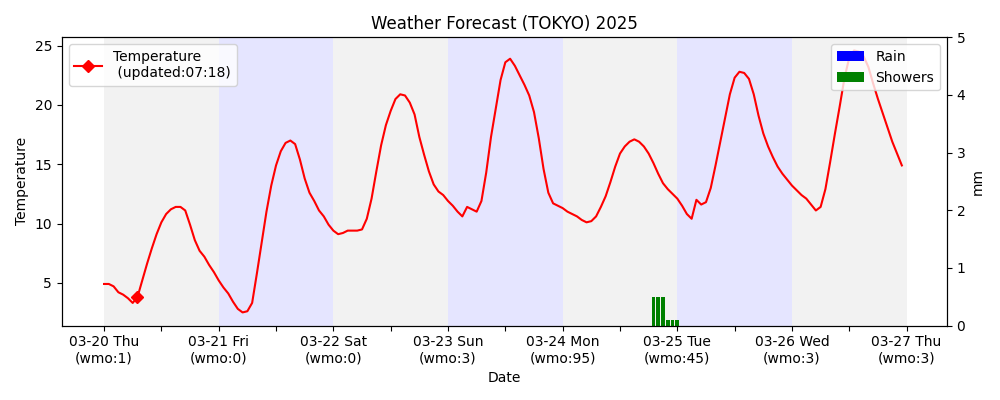 Weather Forecast (TOKYO) 2025
Temperature
(updated:07:18)
Rain
Showers
25
20
15
10
5
Temperature
5
4
3
2
1
0
mm
03-20 Thu
(wmo:1)
03-21 Fri
(wmo:0)
03-22 Sat
(wmo:0)
03-23 Sun
(wmo:3)
03-24 Mon
(wmo:95)
03-25 Tue
(wmo:45)
03-26 Wed
(wmo:3)
03-27 Thu
(wmo:3)
Date